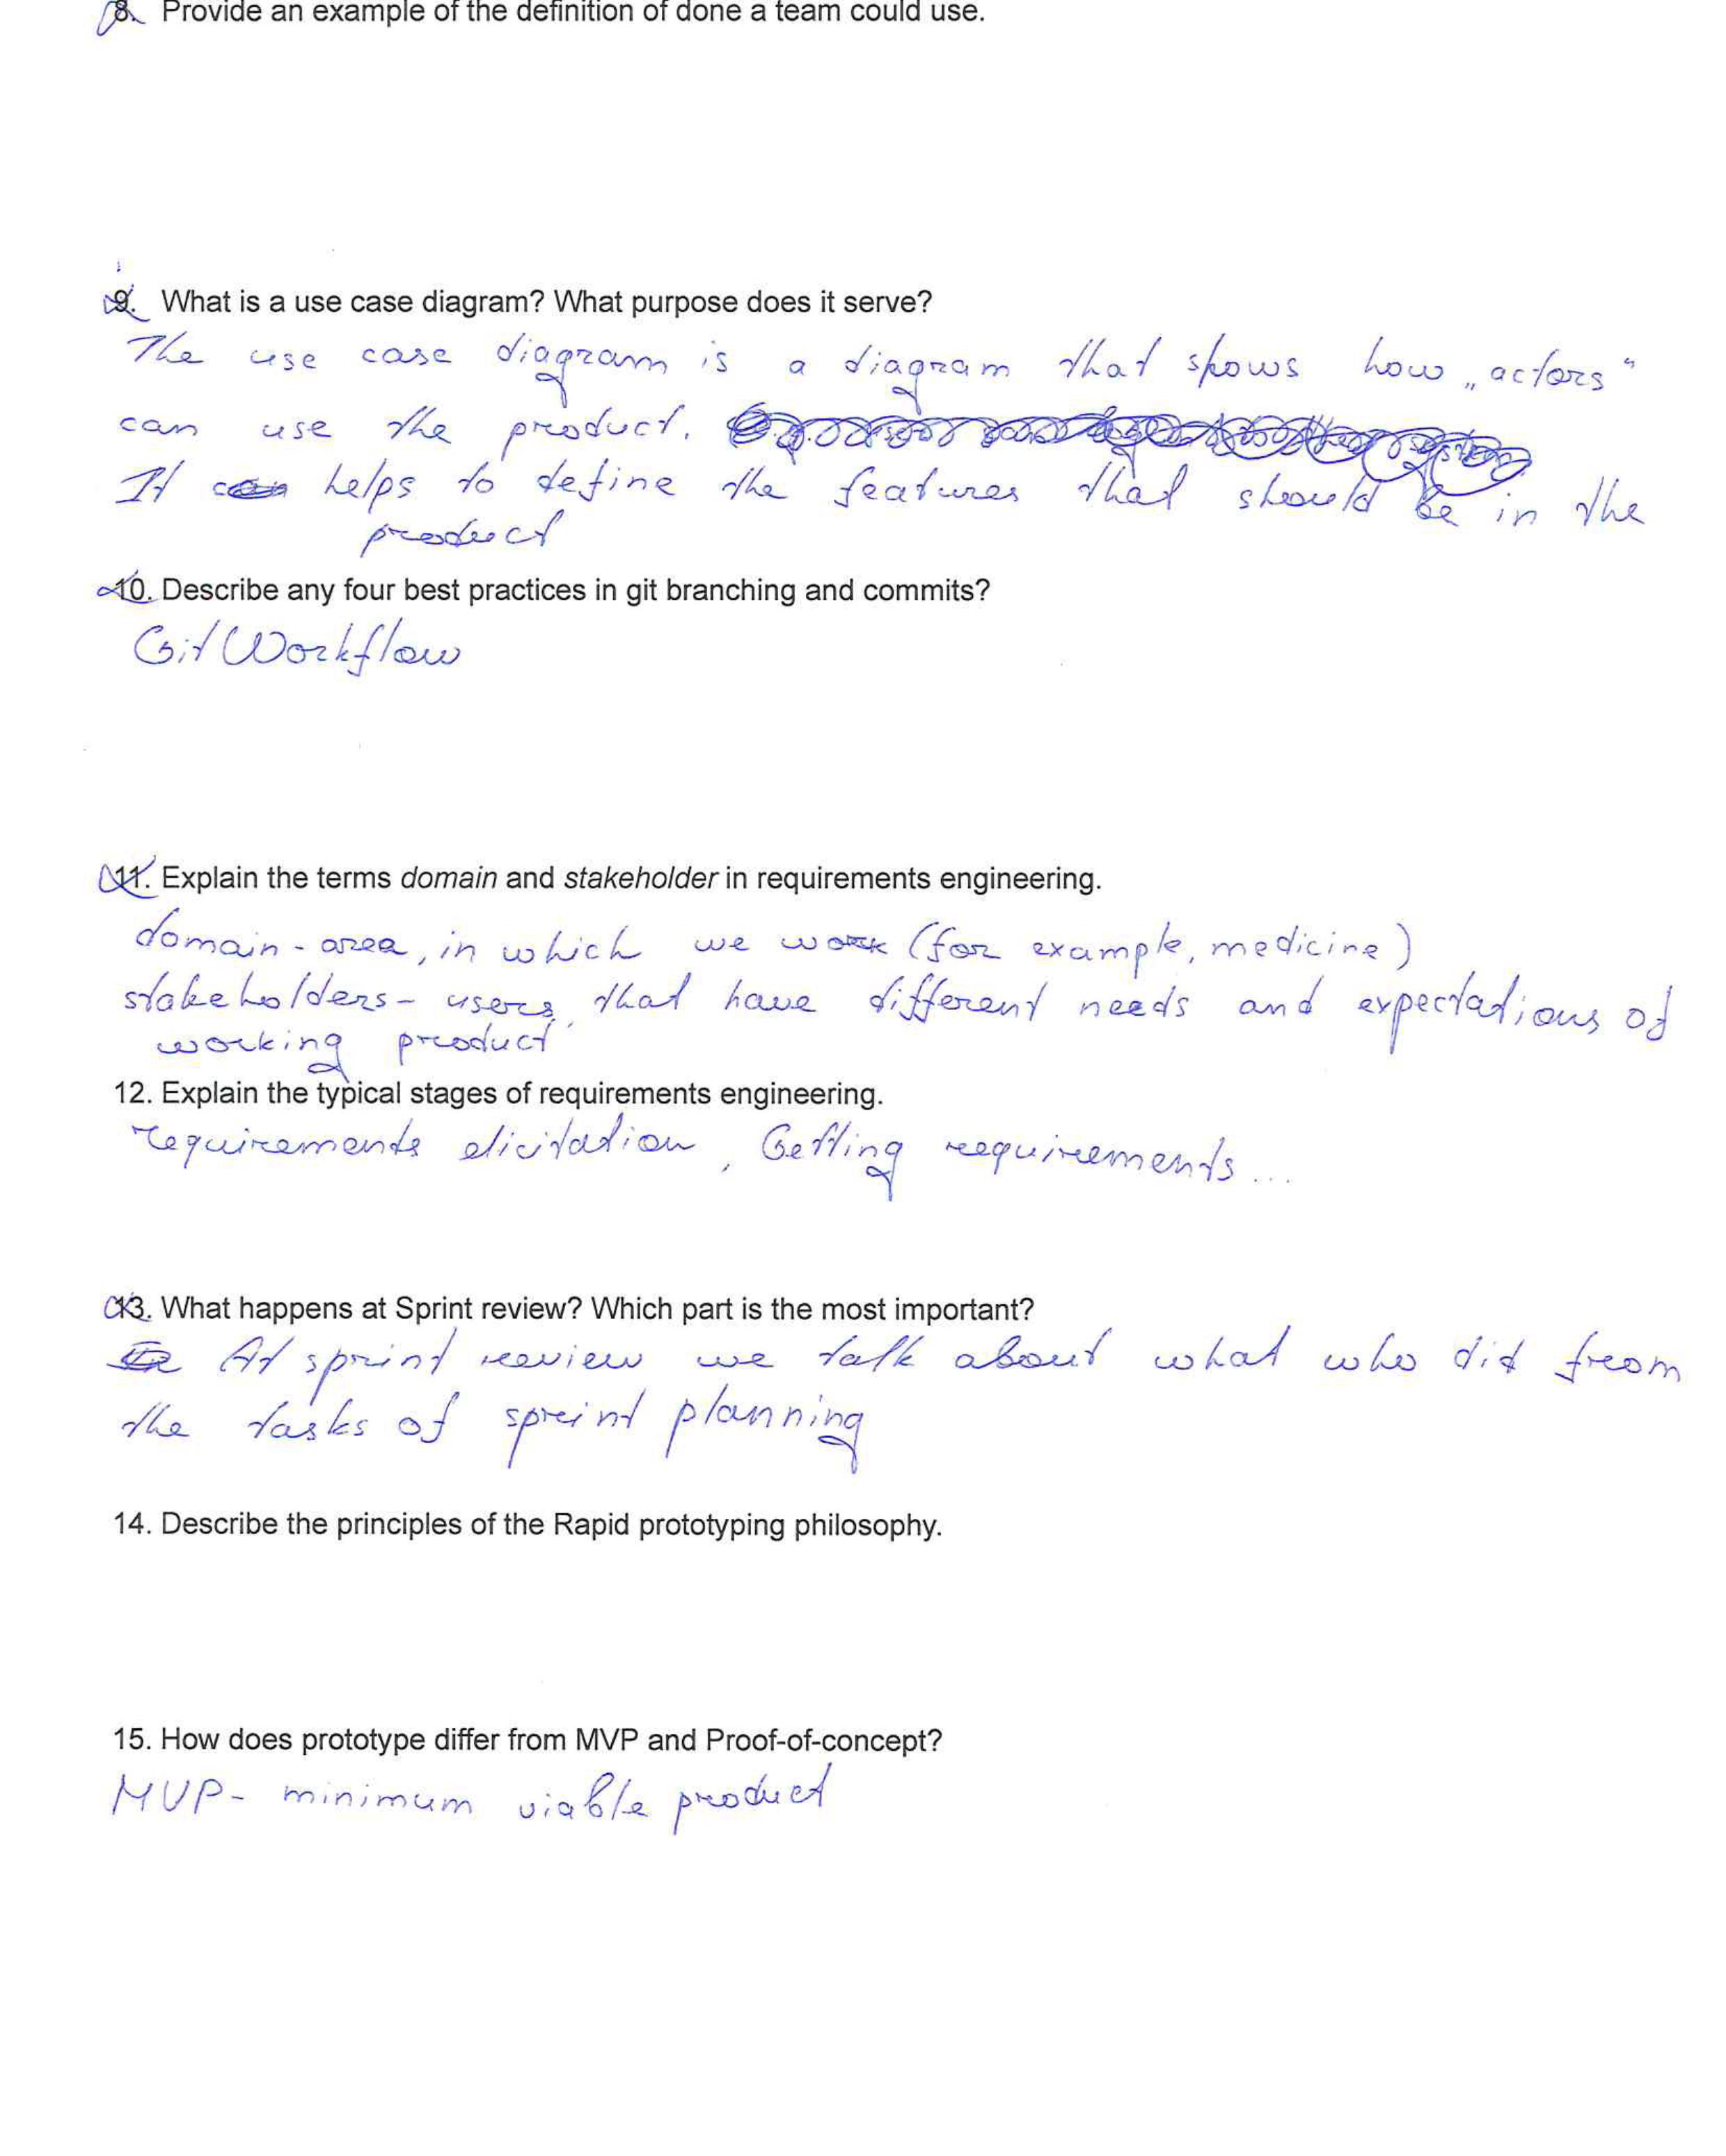 8. Provide an example of the definition of done a team could use.
9. What is a use case diagram? What purpose does it serve?
The use case diagram is a diagram that shows how „actors“
can use the product.
It helps to define the features that should be in the
product
10. Describe any four best practices in git branching and commits?
Git Workflow
11. Explain the terms domain and stakeholder in requirements engineering.
domain - area, in which we work (for example, medicine)
stakeholders - users, that have different needs and expectations of
working product
12. Explain the typical stages of requirements engineering.
requirements elicitation, Getting requirements...
13. What happens at Sprint review? Which part is the most important?
At sprint review we talk about what who did from
the tasks of sprint planning
14. Describe the principles of the Rapid prototyping philosophy.
15. How does prototype differ from MVP and Proof-of-concept?
MVP - minimum viable product